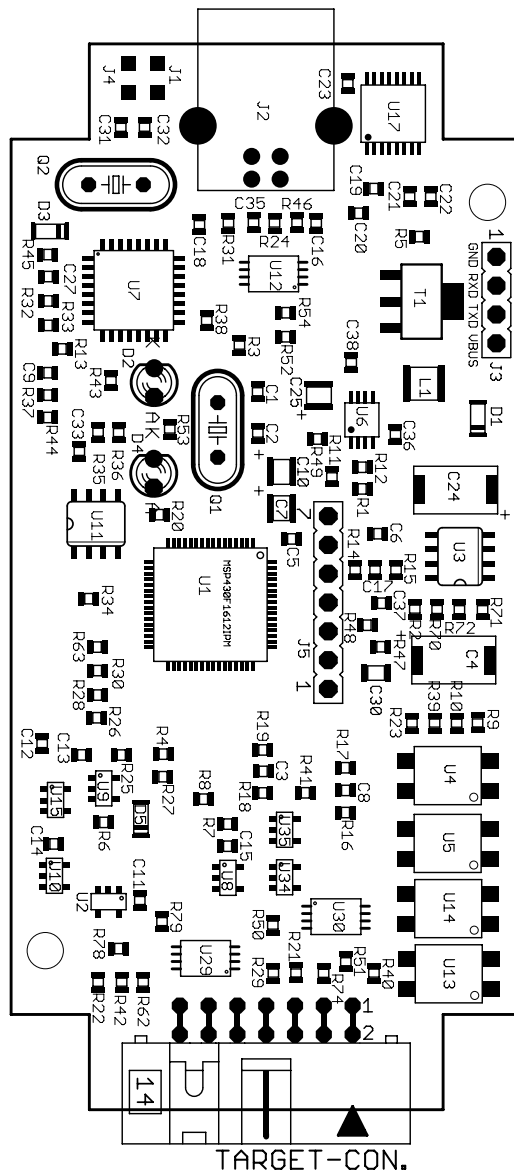 J4
J1
C23
U17
J2
C31
C32
Q2
C19
C21
C22
C20
D3
C35
R46
C18
R31
R24
C16
R5
1
R45
GND RXD TXD VBUS
C27
U7
U12
T1
R32
R33
R54
R38
J3
R13
D2
K
R3
R52
C38
C9
R43
C1
C25
+
L1
R37
U6
D1
R44
A
K
R53
C2
C36
C33
R35
R36
D4
R49
R11
R12
Q1
+
C10
C24
A
R20
+
C7
7
R1
+
U11
C6
U3
R14
C5
U1
MSP430F1612IPM
C17
R15
R34
C37
R2
R70
R72
R71
R48
+
R63
J5
R47
C4
R30
R28
1
C30
R26
R23
R39
R10
R9
C12
C13
R25
R4
R19
R17
U4
R27
C3
R41
U15
U9
R8
R18
C8
D5
R16
R6
R7
U35
U5
C14
C15
U10
U8
U34
U2
C11
U14
R79
R50
U30
R78
U29
R51
U13
R29
R21
R74
R40
R22
R42
R62
1
2
14
TARGET-CON.